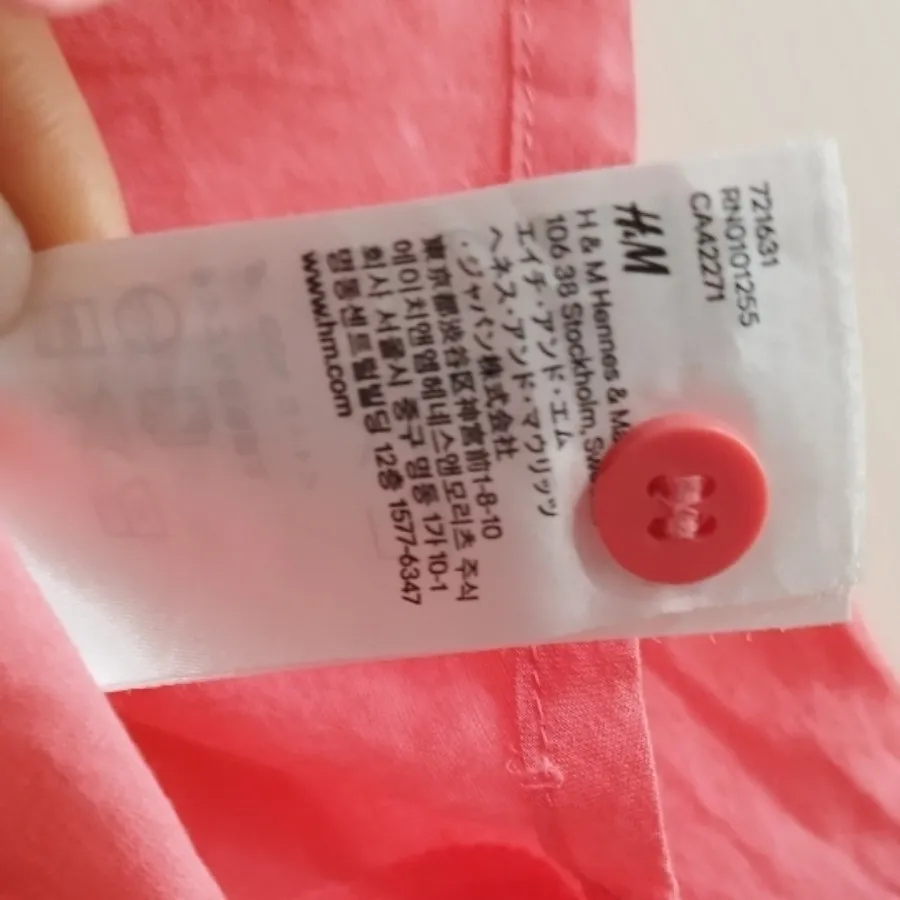 721631
RN0101255
CA42271
H&M
H & M Hennes &
106 38 Stockholm,
エイチ・アンド・エム
ヘネス・アンド・マウリッツ
・ジャパン株式会社
東京都渋谷区神宮前1-8-10
에이치앤엠헤네스앤모리츠 주식
회사 서울시 중구 명동 1가 10-1
명동센트럴빌딩 12층 1577-6347
www.hm.com